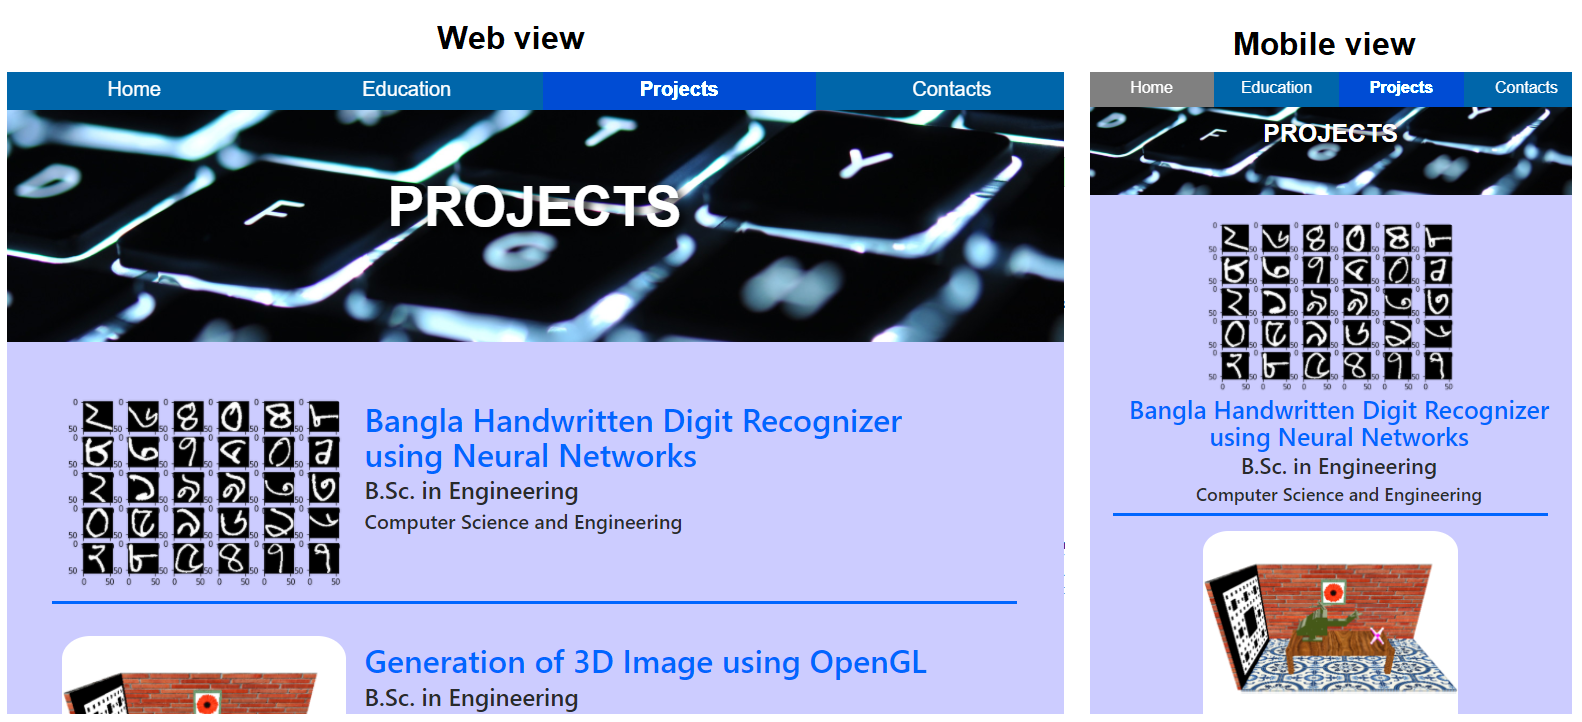 Web view
Home Education Projects Contacts
PROJECTS
Bangla Handwritten Digit Recognizer
using Neural Networks
B.Sc. in Engineering
Computer Science and Engineering
Generation of 3D Image using OpenGL
B.Sc. in Engineering
Mobile view
Home Education Projects Contacts
PROJECTS
Bangla Handwritten Digit Recognizer
using Neural Networks
B.Sc. in Engineering
Computer Science and Engineering